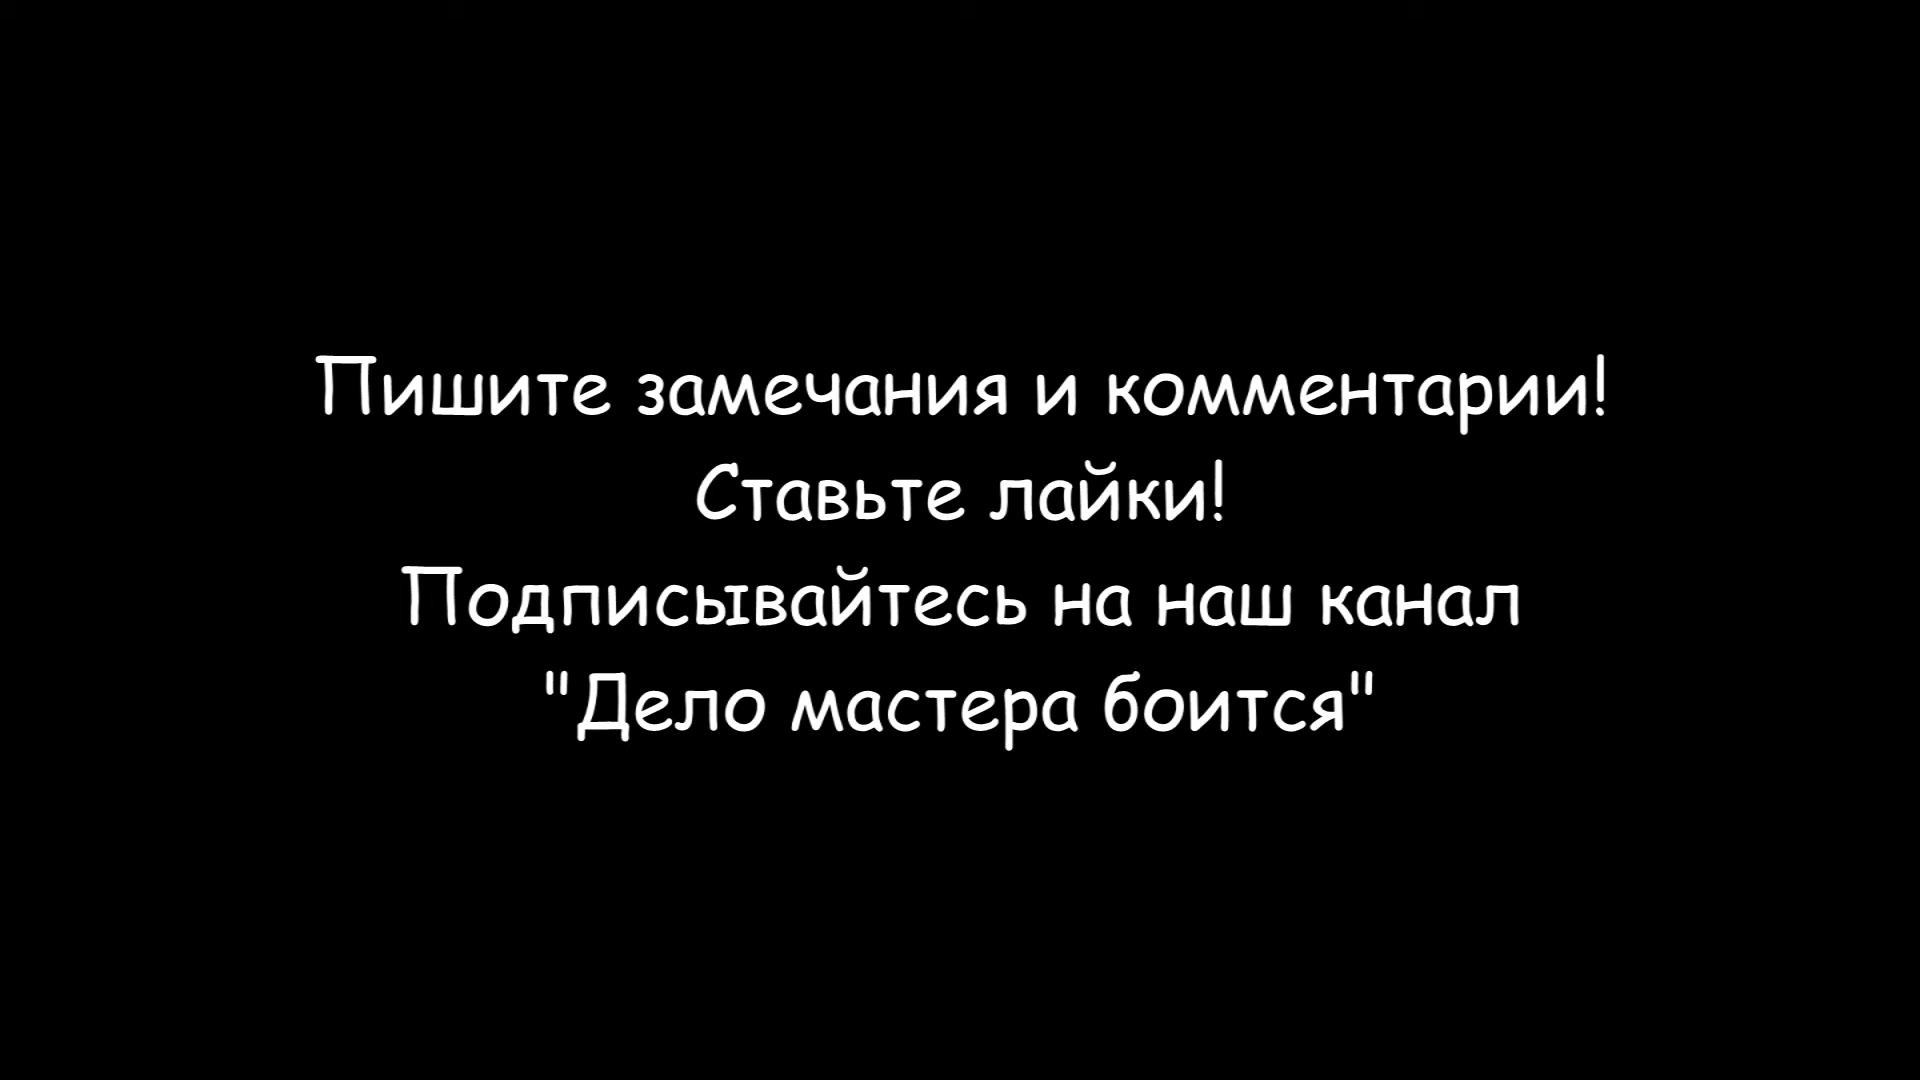 Пишите замечания и комментарии!
Ставьте лайки!
Подписывайтесь на наш канал
"Дело мастера боится"